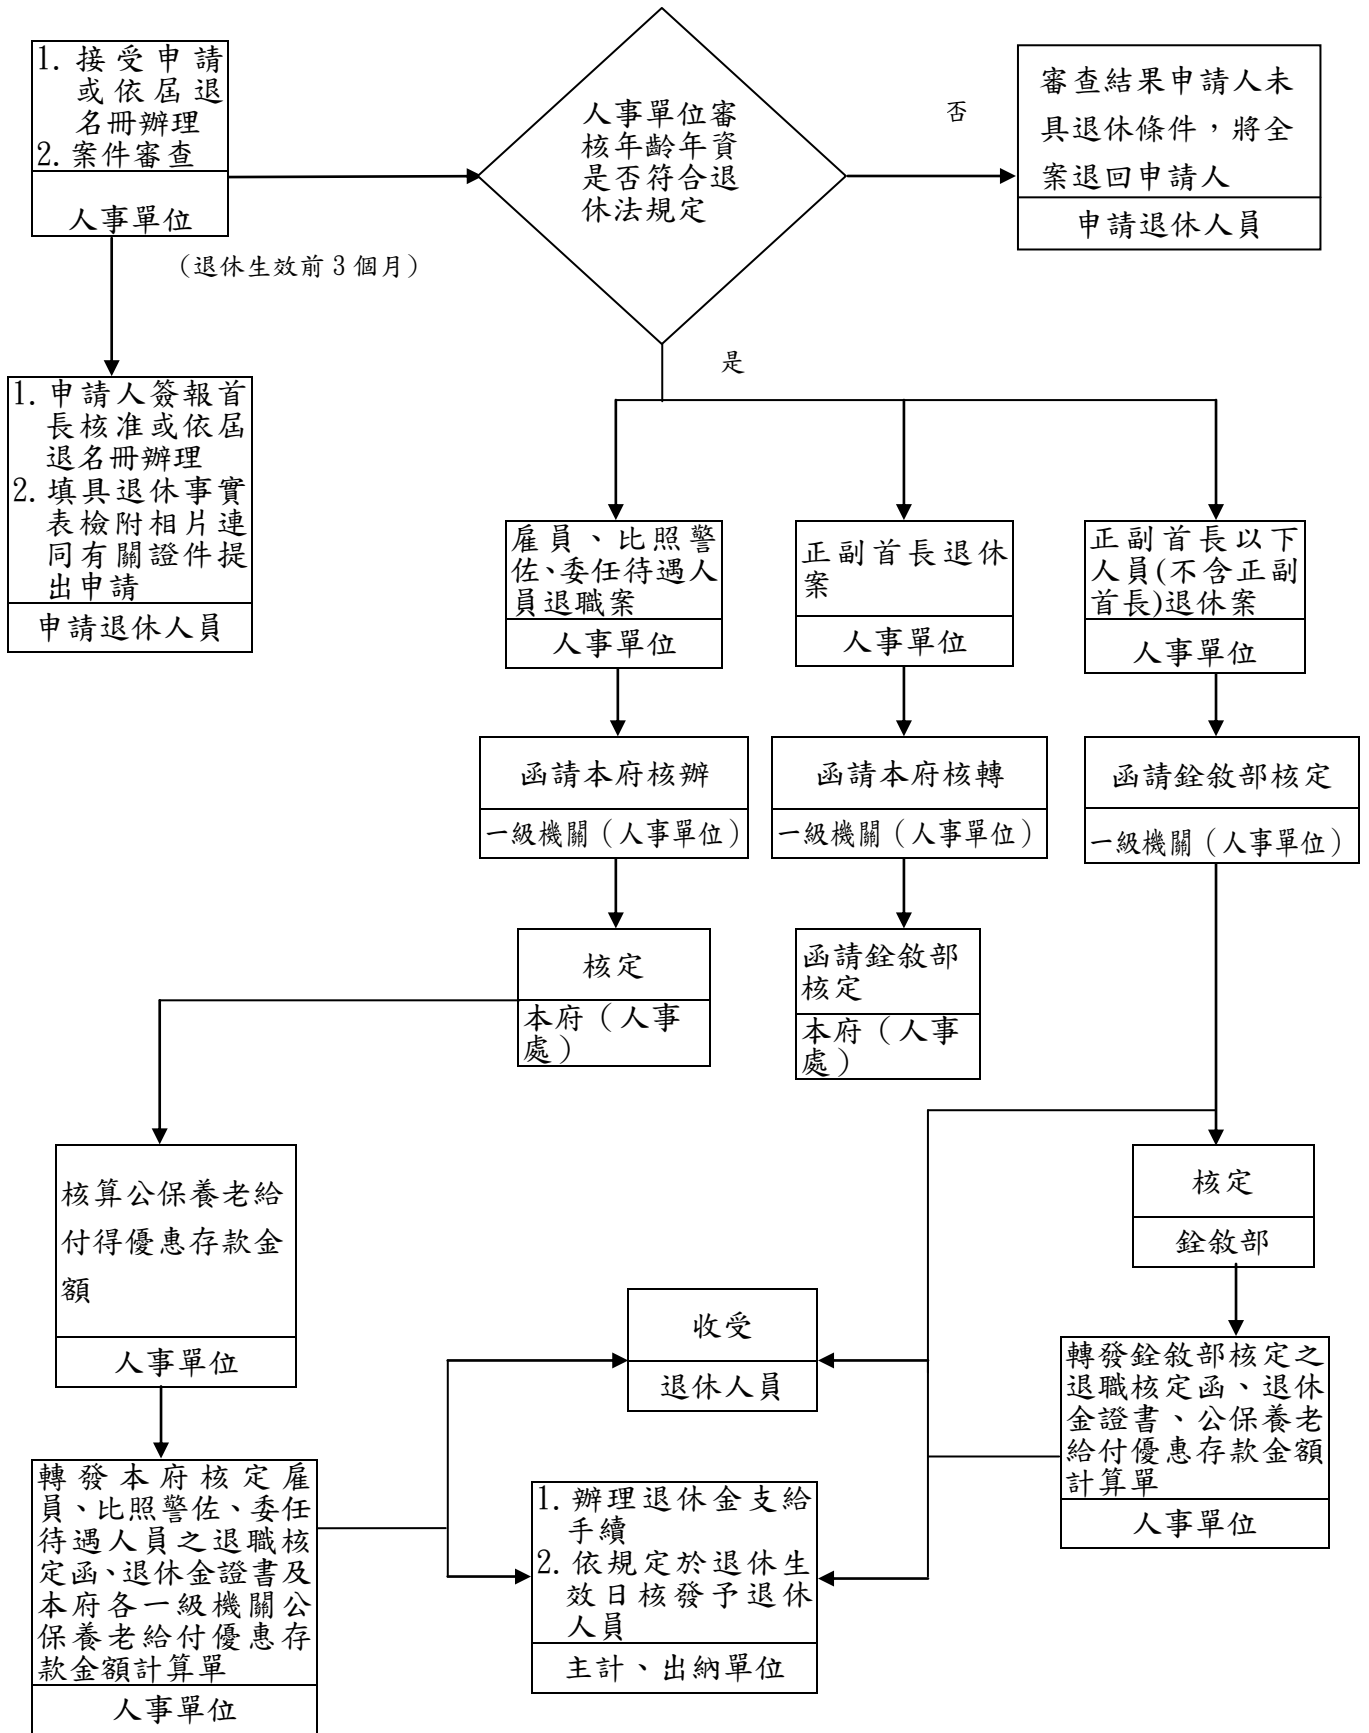 1. 接受申請
或依屆退
名冊辦理
2. 案件審查
人事單位
（退休生效前 3 個月）
人事單位審
核年齡年資
是否符合退
休法規定
否
審查結果申請人未
具退休條件，將全
案退回申請人
申請退休人員
是
1. 申請人簽報首
長核准或依屆
退名冊辦理
2. 填具退休事實
表檢附相片連
同有關證件提
出申請
申請退休人員
雇員、比照警
佐、委任待遇人
員退職案
人事單位
正副首長退休
案
人事單位
正副首長以下
人員(不含正副
首長)退休案
人事單位
函請本府核辦
一級機關（人事單位）
函請本府核轉
一級機關（人事單位）
函請銓敘部核定
一級機關（人事單位）
核定
本府（人事
處）
函請銓敘部
核定
本府（人事
處）
核算公保養老給
付得優惠存款金
額
人事單位
核定
銓敘部
收受
退休人員
轉發銓敘部核定之
退職核定函、退休
金證書、公保養老
給付優惠存款金額
計算單
人事單位
轉發本府核定雇
員、比照警佐、委任
待遇人員之退職核
定函、退休金證書及
本府各一級機關公
保養老給付優惠存
款金額計算單
人事單位
1. 辦理退休金支給
手續
2. 依規定於退休生
效日核發予退休
人員
主計、出納單位